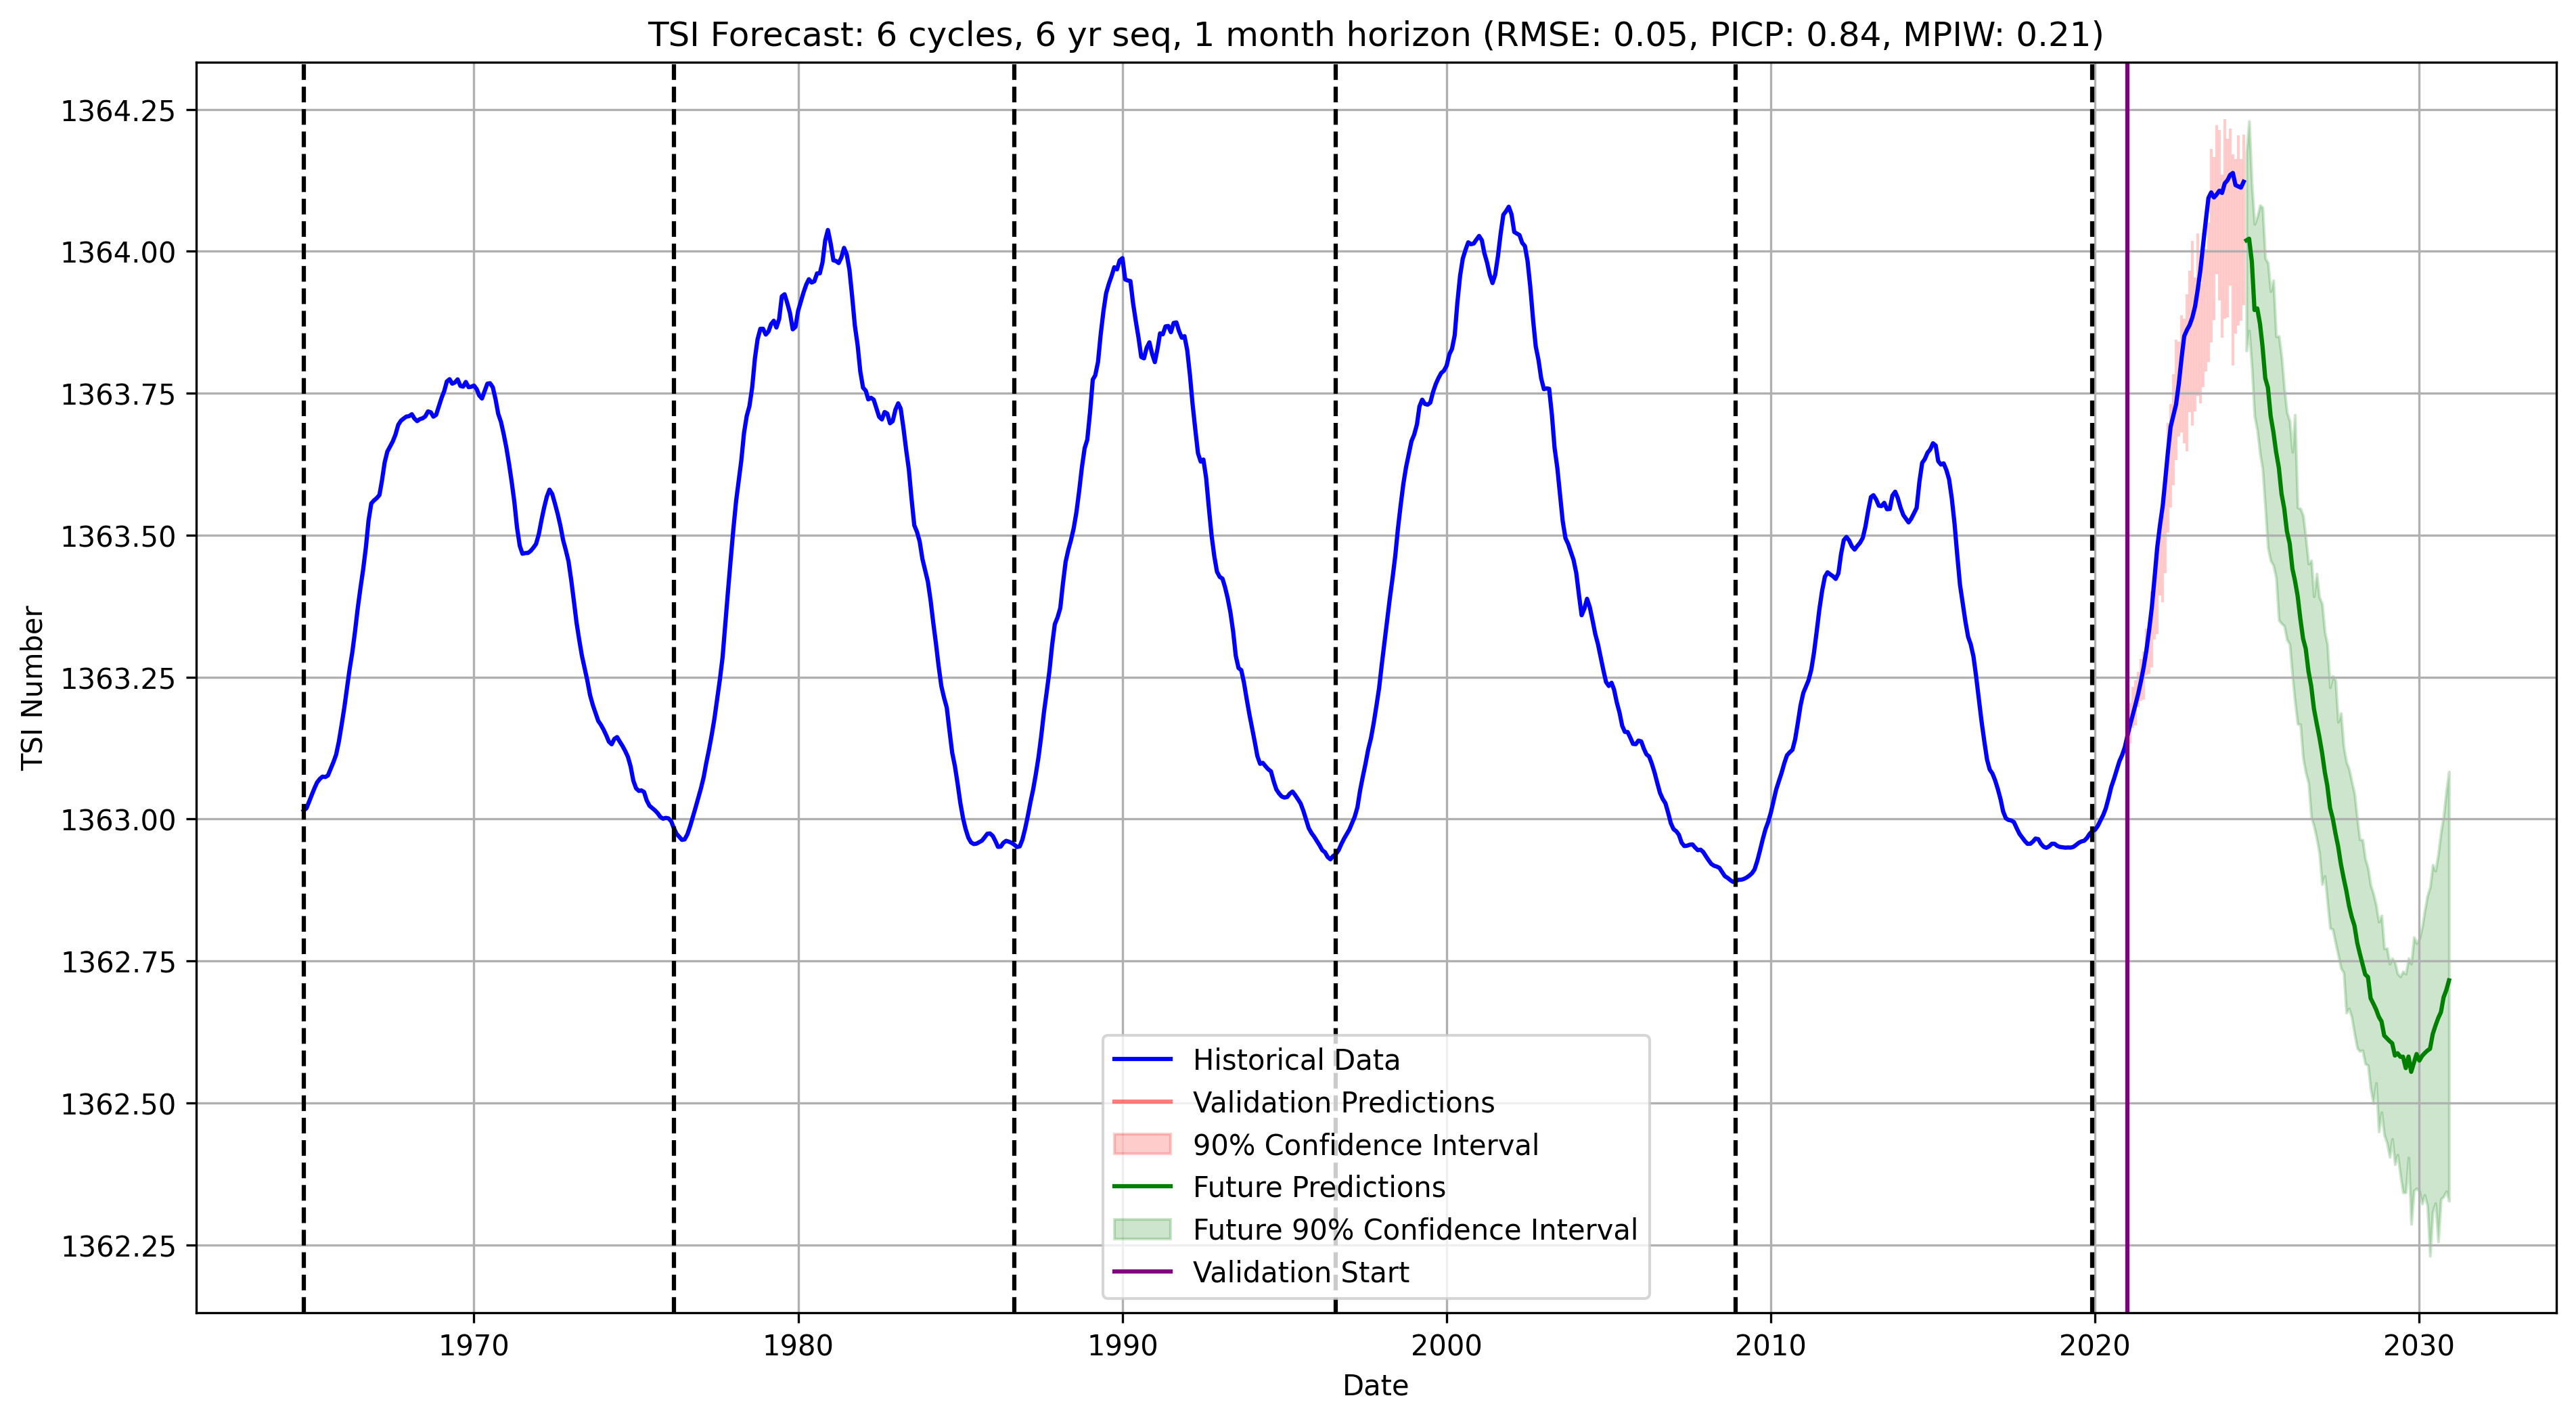 TSI Forecast: 6 cycles, 6 yr seq, 1 month horizon (RMSE: 0.05, PICP: 0.84, MPIW: 0.21)
TSI Number
1364.25
1364.00
1363.75
1363.50
1363.25
1363.00
1362.75
1362.50
1362.25
Historical Data
Validation Predictions
90% Confidence Interval
Future Predictions
Future 90% Confidence Interval
Validation Start
1970 1980 1990 2000 2010 2020 2030
Date